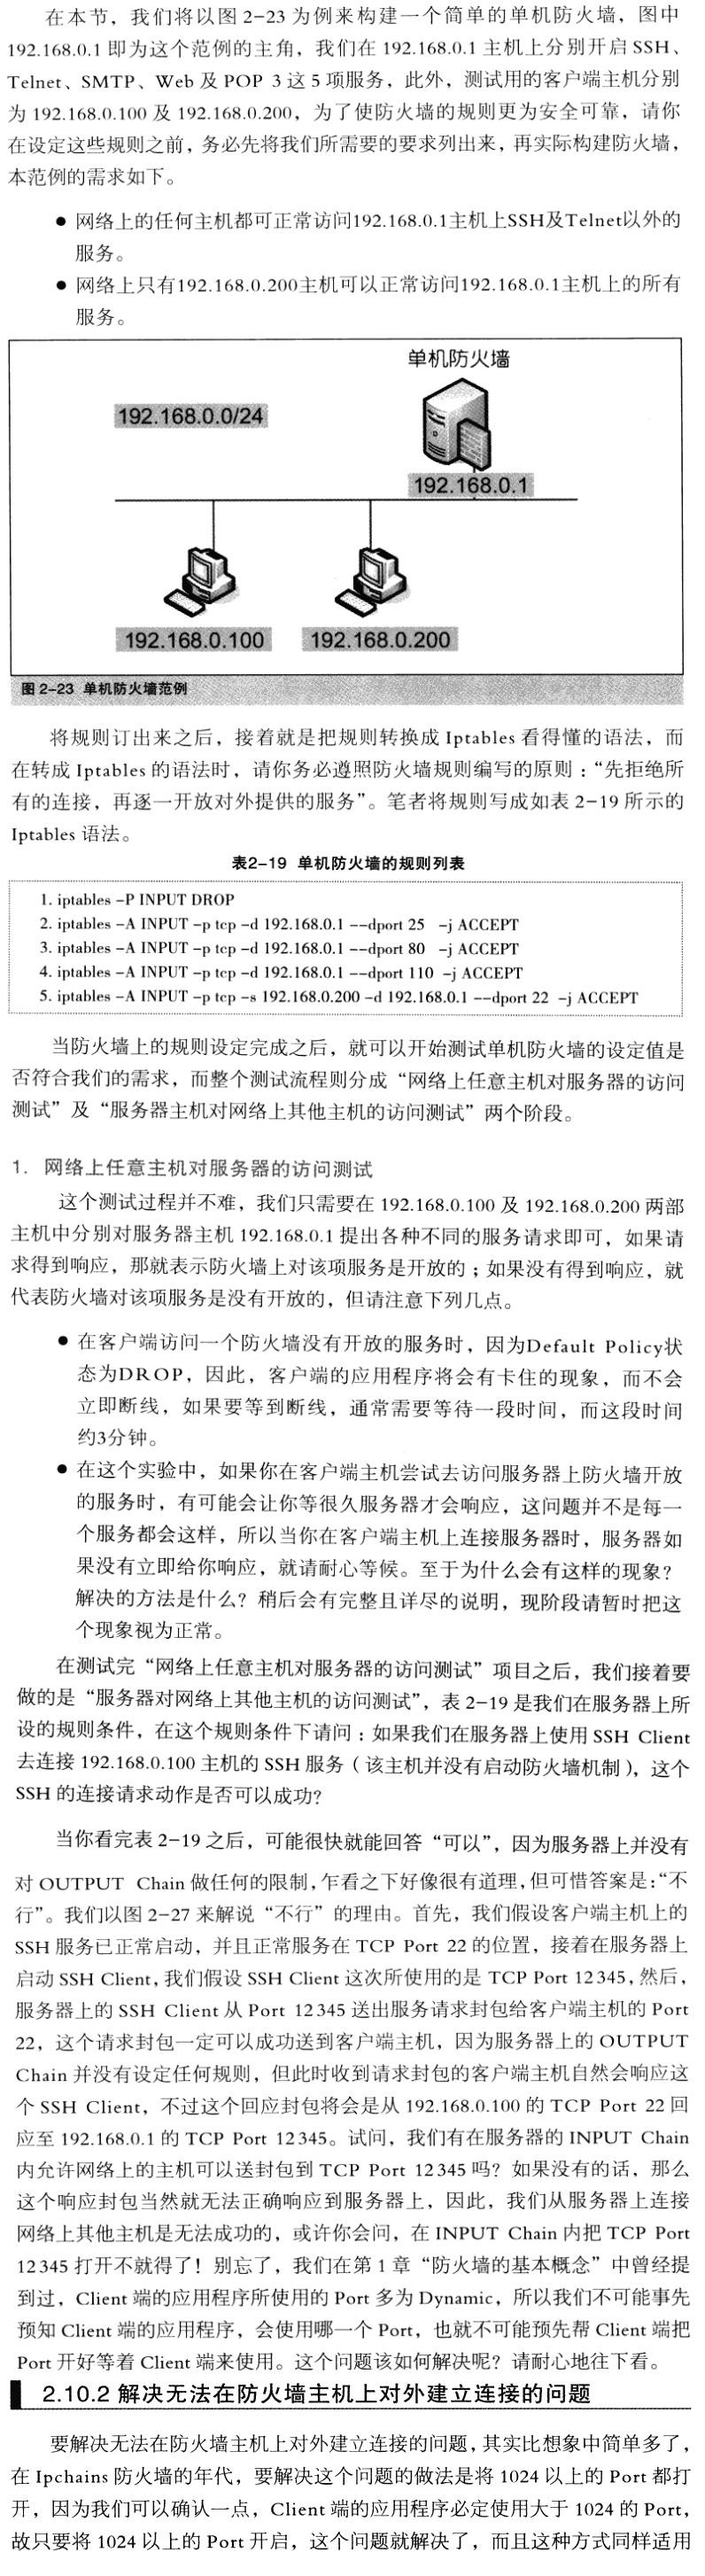 在本节，我们将以图 2-23 为例来构建一个简单的单机防火墙，图中
192.168.0.1 即为这个范例的主角，我们在 192.168.0.1 主机上分别开启 SSH、
Telnet、SMTP、Web 及 POP 3 这 5 项服务，此外，测试用的客户端主机分别
为 192.168.0.100 及 192.168.0.200，为了使防火墙的规则更为安全可靠，请你
在设定这些规则之前，务必先将我们所需要的要求列出来，再实际构建防火墙，
本范例的需求如下。
● 网络上的任何主机都可正常访问192.168.0.1主机上SSH及Telnet以外的
服务。
● 网络上只有192.168.0.200主机可以正常访问192.168.0.1主机上的所有
服务。
单机防火墙
192.168.0.0/24
192.168.0.1
192.168.0.100 192.168.0.200
图 2-23 单机防火墙范例
将规则订出来之后，接着就是把规则转换成 Iptables 看得懂的语法，而
在转成 Iptables 的语法时，请你务必遵照防火墙规则编写的原则：“先拒绝所
有的连接，再逐一开放对外提供的服务”。笔者将规则写成如表 2-19 所示的
Iptables 语法。
表2-19 单机防火墙的规则列表
1. iptables -P INPUT DROP
2. iptables -A INPUT -p tcp -d 192.168.0.1 --dport 25 -j ACCEPT
3. iptables -A INPUT -p tcp -d 192.168.0.1 --dport 80 -j ACCEPT
4. iptables -A INPUT -p tcp -d 192.168.0.1 --dport 110 -j ACCEPT
5. iptables -A INPUT -p tcp -s 192.168.0.200 -d 192.168.0.1 --dport 22 -j ACCEPT
当防火墙上的规则设定完成之后，就可以开始测试单机防火墙的设定值是
否符合我们的需求，而整个测试流程则分成“网络上任意主机对服务器的访问
测试”及“服务器主机对网络上其他主机的访问测试”两个阶段。
1. 网络上任意主机对服务器的访问测试
这个测试过程并不难，我们只需要在 192.168.0.100 及 192.168.0.200 两部
主机中分别对服务器主机 192.168.0.1 提出各种不同的服务请求即可，如果请
求得到响应，那就表示防火墙上对该项服务是开放的；如果没有得到响应，就
代表防火墙对该项服务是没有开放的，但请注意下列几点。
● 在客户端访问一个防火墙没有开放的服务时，因为Default Policy状
态为DROP，因此，客户端的应用程序将会有卡住的现象，而不会
立即断线，如果要等到断线，通常需要等待一段时间，而这段时间
约3分钟。
● 在这个实验中，如果你在客户端主机尝试去访问服务器上防火墙开放
的服务时，有可能会让你等很久服务器才会响应，这问题并不是每一
个服务都会这样，所以当你在客户端主机上连接服务器时，服务器如
果没有立即给你响应，就请耐心等候。至于为什么会有这样的现象？
解决的方法是什么？稍后会有完整且详尽的说明，现阶段请暂时把这
个现象视为正常。
在测试完“网络上任意主机对服务器的访问测试”项目之后，我们接着要
做的是“服务器对网络上其他主机的访问测试”，表 2-19 是我们在服务器上所
设的规则条件，在这个规则条件下请问：如果我们在服务器上使用 SSH Client
去连接 192.168.0.100 主机的 SSH 服务（该主机并没有启动防火墙机制），这个
SSH 的连接请求动作是否可以成功？
当你看完表 2-19 之后，可能很快就能回答“可以”，因为服务器上并没有
对 OUTPUT Chain 做任何的限制，乍看之下好像很有道理，但可惜答案是：“不
行”。我们以图 2-27 来解说“不行”的理由。首先，我们假设客户端主机上的
SSH 服务已正常启动，并且正常服务在 TCP Port 22 的位置，接着在服务器上
启动 SSH Client，我们假设 SSH Client 这次所使用的是 TCP Port 12345，然后，
服务器上的 SSH Client 从 Port 12345 送出服务请求封包给客户端主机的 Port
22，这个请求封包一定可以成功送到客户端主机，因为服务器上的 OUTPUT
Chain 并没有设定任何规则，但此时收到请求封包的客户端主机自然会响应这
个 SSH Client，不过这个回应封包将会是从 192.168.0.100 的 TCP Port 22 回
应至 192.168.0.1 的 TCP Port 12345。试问，我们有在服务器的 INPUT Chain
内允许网络上的主机可以送封包到 TCP Port 12345 吗？如果没有的话，那么
这个响应封包当然就无法正确响应到服务器上，因此，我们从服务器上连接
网络上其他主机是无法成功的，或许你会问，在 INPUT Chain 内把 TCP Port
12345 打开不就得了！别忘了，我们在第 1 章“防火墙的基本概念”中曾经提
到过，Client 端的应用程序所使用的 Port 多为 Dynamic，所以我们不可能事先
预知 Client 端的应用程序，会使用哪一个 Port，也就不可能预先帮 Client 端把
Port 开好等着 Client 端来使用。这个问题该如何解决呢？请耐心地往下看。
2.10.2 解决无法在防火墙主机上对外建立连接的问题
要解决无法在防火墙主机上对外建立连接的问题，其实比想象中简单多了，
在 Ipchains 防火墙的年代，要解决这个问题的做法是将 1024 以上的 Port 都打
开，因为我们可以确认一点，Client 端的应用程序必定使用大于 1024 的 Port，
故只要将 1024 以上的 Port 开启，这个问题就解决了，而且这种方式同样适用